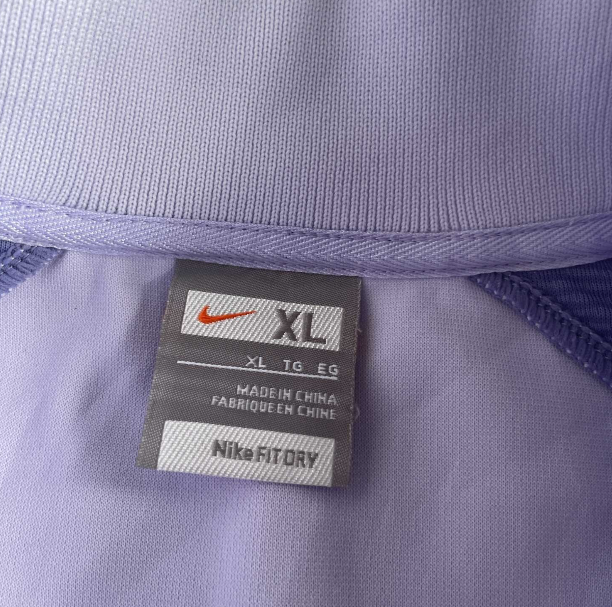 XL
XL TG EG
MADE IN CHINA
FABRIQUE EN CHINE
Nike FIT DRY